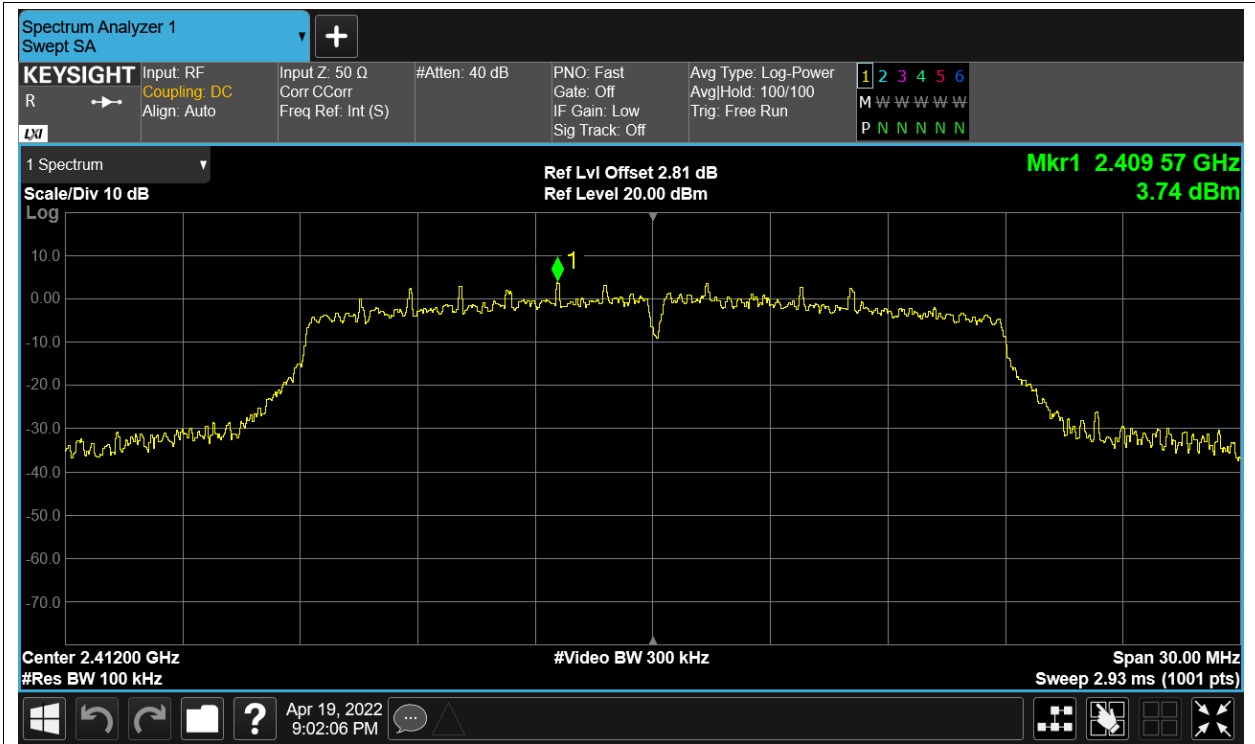 Spectrum Analyzer 1
Swept SA
KEYSIGHT
R
LXI
Input: RF
Coupling: DC
Align: Auto
Input Z: 50 Ω
Corr CCorr
Freq Ref: Int (S)
#Atten: 40 dB
PNO: Fast
Gate: Off
IF Gain: Low
Sig Track: Off
Avg Type: Log-Power
Avg|Hold: 100/100
Trig: Free Run
1 2 3 4 5 6
M W W W W W
P N N N N N
1 Spectrum
Scale/Div 10 dB
Log
Ref Lvl Offset 2.81 dB
Ref Level 20.00 dBm
Mkr1 2.409 57 GHz
3.74 dBm
1
10.0
0.00
-10.0
-20.0
-30.0
-40.0
-50.0
-60.0
-70.0
Center 2.41200 GHz
#Res BW 100 kHz
#Video BW 300 kHz
Span 30.00 MHz
Sweep 2.93 ms (1001 pts)
?
Apr 19, 2022
9:02:06 PM